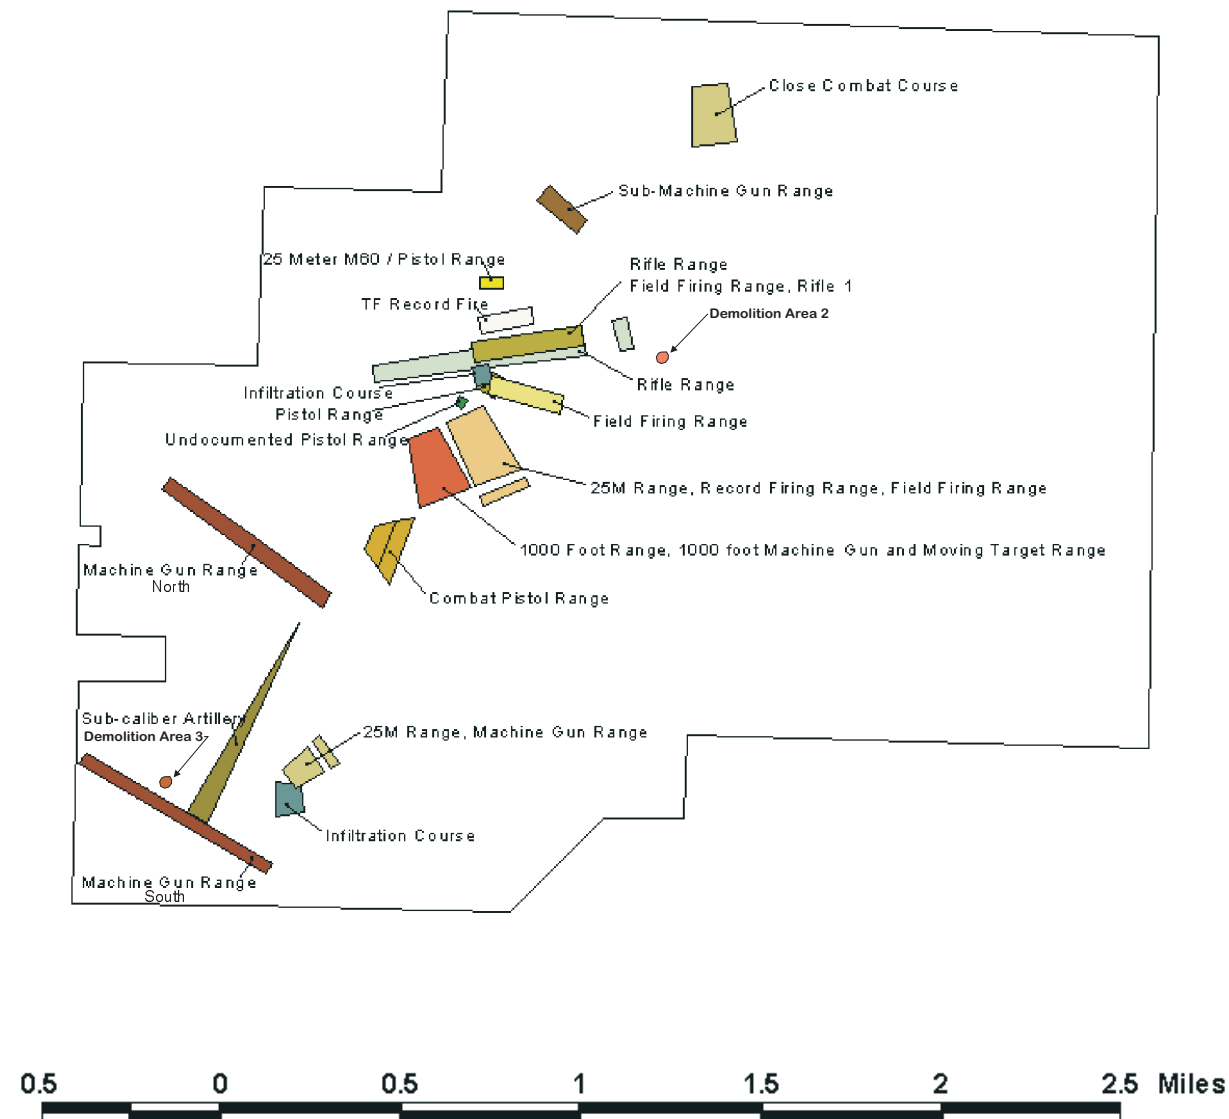 Close Combat Course
Sub-Machine Gun Range
25 Meter M60 / Pistol Range
Rifle Range
Field Firing Range, Rifle 1
TF Record Fire
Demolition Area 2
Rifle Range
Infiltration Course
Pistol Range
Field Firing Range
Undocumented Pistol Range
25M Range, Record Firing Range, Field Firing Range
1000 Foot Range, 1000 foot Machine Gun and Moving Target Range
Machine Gun Range
North
Combat Pistol Range
Sub-caliber Artillery
Demolition Area 3
25M Range, Machine Gun Range
Infiltration Course
Machine Gun Range
South
0.5 0 0.5 1 1.5 2 2.5 Miles